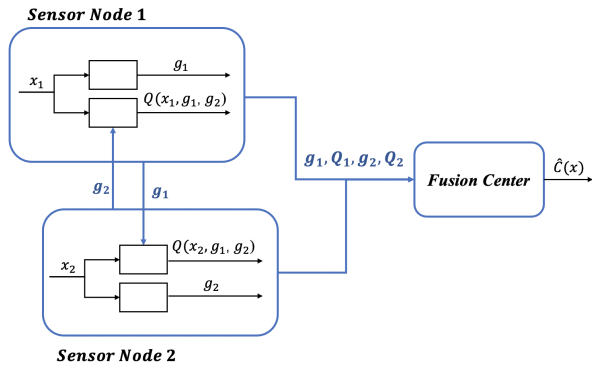 Sensor Node 1
x₁
g₁
Q(x₁, g₁, g₂)
g₂
g₁
g₁, Q₁, g₂, Q₂
Fusion Center
Ĉ(x)
x₂
Q(x₂, g₁, g₂)
g₂
Sensor Node 2